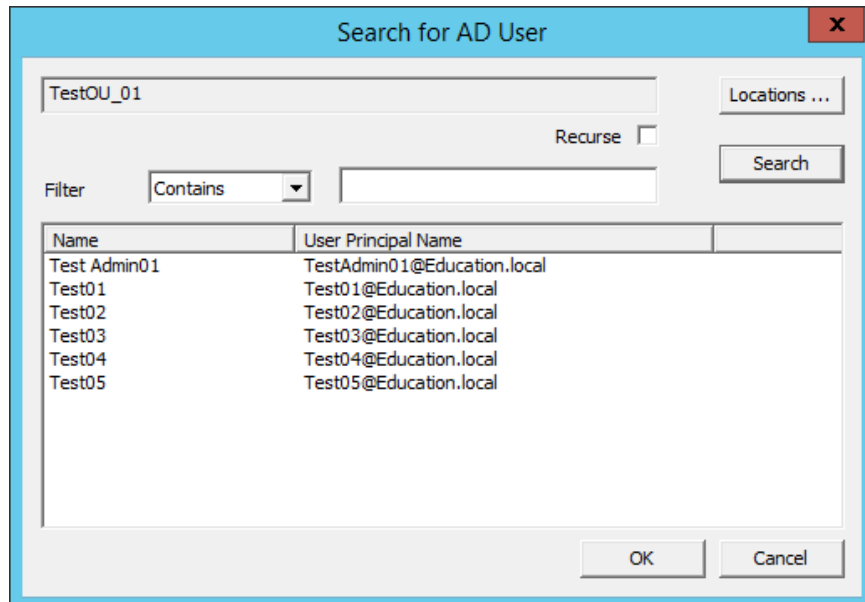 Search for AD User
x
TestOU_01
Locations ...
Recurse
Search
Filter
Contains
Name User Principal Name
Test Admin01 TestAdmin01@Education.local
Test01 Test01@Education.local
Test02 Test02@Education.local
Test03 Test03@Education.local
Test04 Test04@Education.local
Test05 Test05@Education.local
OK Cancel